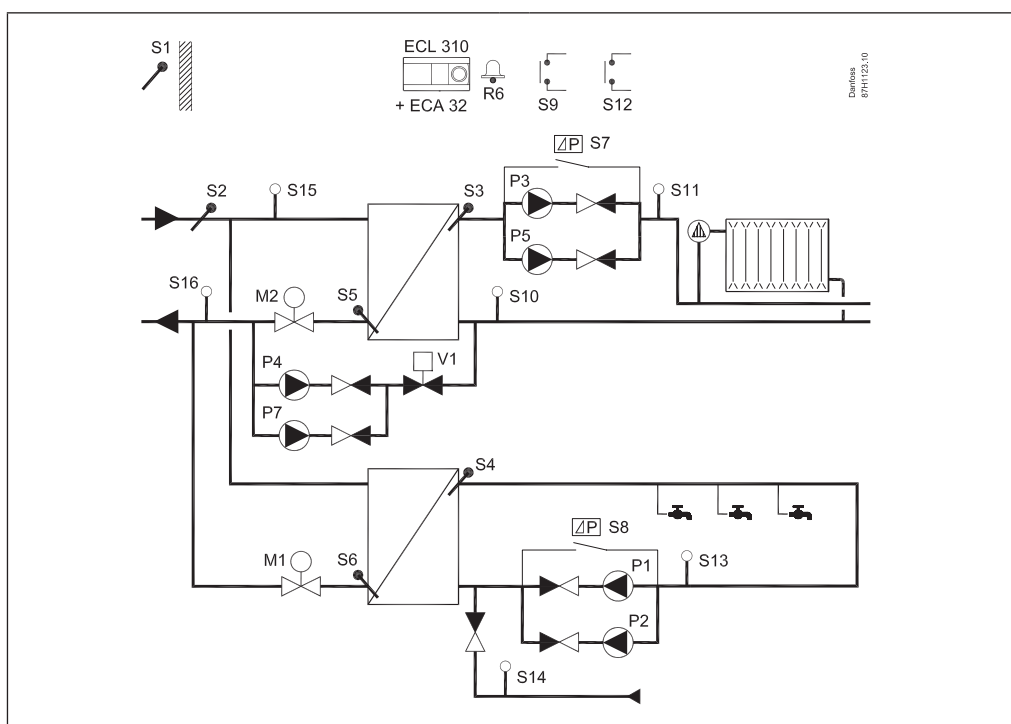 S1
ECL 310
+ ECA 32
R6
S9
S12
Danfoss
87H1123.10
⊿P S7
S2
S15
S3
P3
S11
P5
S16
M2
S5
S10
P4
V1
P7
S4
⊿P S8
M1
S6
P1
S13
P2
S14